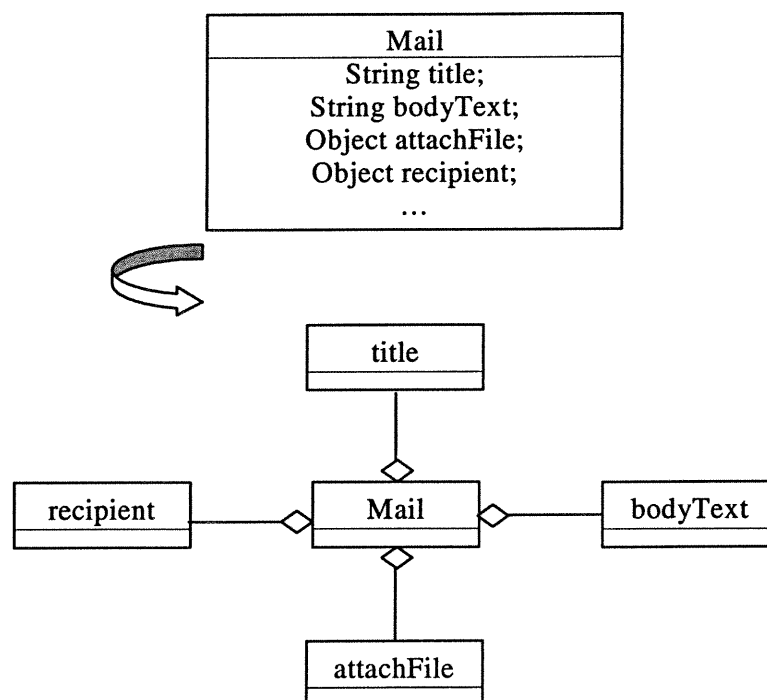 Mail
String title;
String bodyText;
Object attachFile;
Object recipient;
...
title
recipient
Mail
bodyText
attachFile